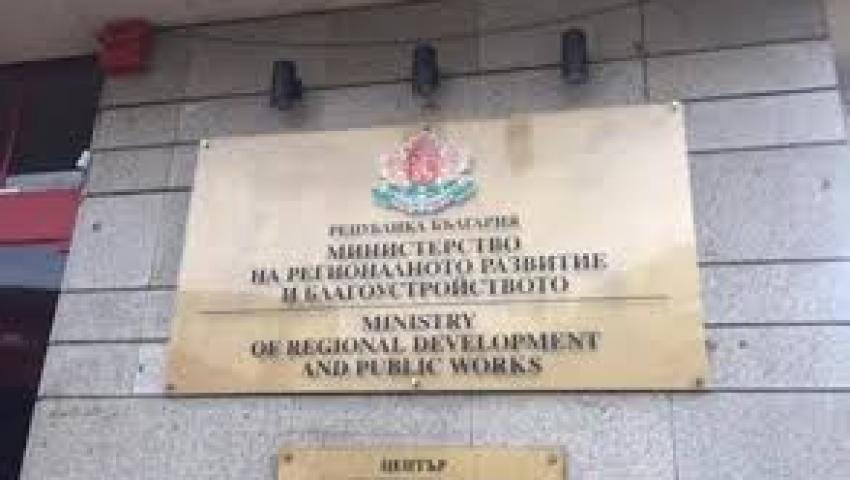 РЕПУБЛИКА БЪЛГАРИЯ
МИНИСТЕРСТВО
НА РЕГИОНАЛНОТО РАЗВИТИЕ
И БЛАГОУСТРОЙСТВОТО
MINISTRY
OF REGIONAL DEVELOPMENT
AND PUBLIC WORKS
ЦЕНТЪР